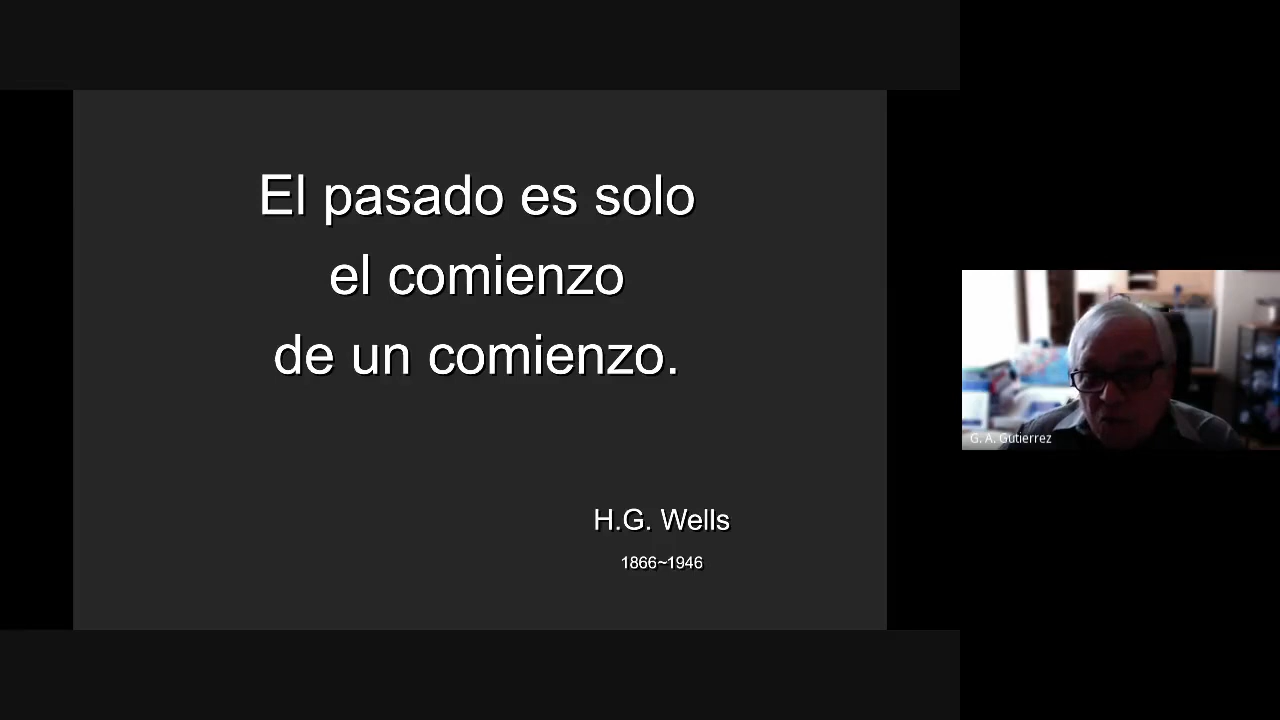 El pasado es solo
el comienzo
de un comienzo.
H.G. Wells
1866~1946
G. A. Gutierrez